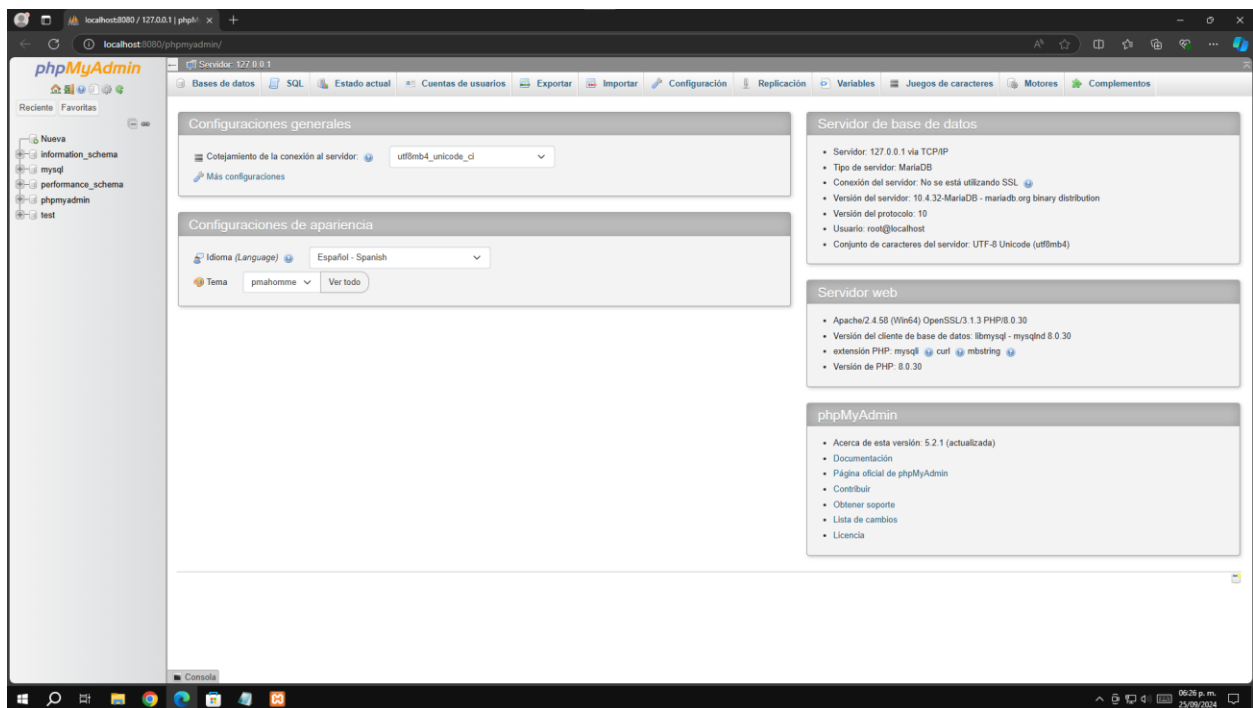 localhost:8080 / 127.0.0.1 | phpM
localhost:8080/phpmyadmin/
phpMyAdmin
Reciente Favoritas
Nueva
information_schema
mysql
performance_schema
phpmyadmin
test
Servidor: 127.0.0.1
Bases de datos SQL Estado actual Cuentas de usuarios Exportar Importar Configuración Replicación Variables Juegos de caracteres Motores Complementos
Configuraciones generales
Cotejamiento de la conexión al servidor: utf8mb4_unicode_ci
Más configuraciones
Configuraciones de apariencia
Idioma (Language) Español - Spanish
Tema pmahomme Ver todo
Servidor de base de datos
• Servidor: 127.0.0.1 via TCP/IP
• Tipo de servidor: MariaDB
• Conexión del servidor: No se está utilizando SSL
• Versión del servidor: 10.4.32-MariaDB - mariadb.org binary distribution
• Versión del protocolo: 10
• Usuario: root@localhost
• Conjunto de caracteres del servidor: UTF-8 Unicode (utf8mb4)
Servidor web
• Apache/2.4.58 (Win64) OpenSSL/3.1.3 PHP/8.0.30
• Versión del cliente de base de datos: libmysql - mysqlnd 8.0.30
• extensión PHP: mysqli curl mbstring
• Versión de PHP: 8.0.30
phpMyAdmin
• Acerca de esta versión: 5.2.1 (actualizada)
• Documentación
• Página oficial de phpMyAdmin
• Contribuir
• Obtener soporte
• Lista de cambios
• Licencia
Consola
06:26 p. m.
25/09/2024